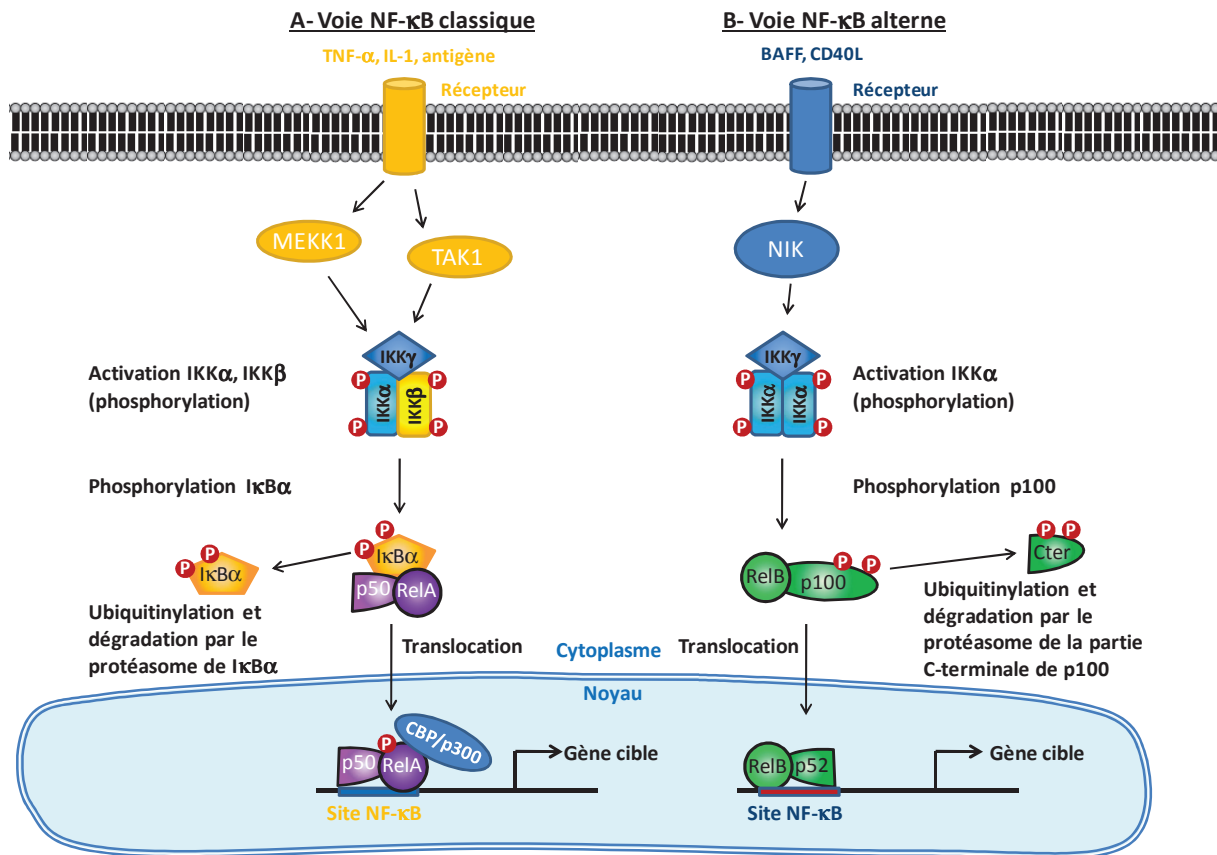 A- Voie NF-κB classique
TNF-α, IL-1, antigène
Récepteur
MEKK1
TAK1
IKKγ
P
P
IKKα
IKKβ
P
P
Activation IKKα, IKKβ
(phosphorylation)
Phosphorylation IκBα
P
P
IκBα
p50
RelA
P
P
IκBα
Ubiquitinylation et
dégradation par le
protéasome de IκBα
Translocation
P
CBP/p300
p50
RelA
Gène cible
Site NF-κB
B- Voie NF-κB alterne
BAFF, CD40L
Récepteur
NIK
IKKγ
P
P
IKKα
IKKα
P
P
Activation IKKα
(phosphorylation)
Phosphorylation p100
P
P
RelB
p100
P
P
Cter
Ubiquitinylation et
dégradation par le
protéasome de la partie
C-terminale de p100
Cytoplasme
Translocation
Noyau
RelB
p52
Gène cible
Site NF-κB